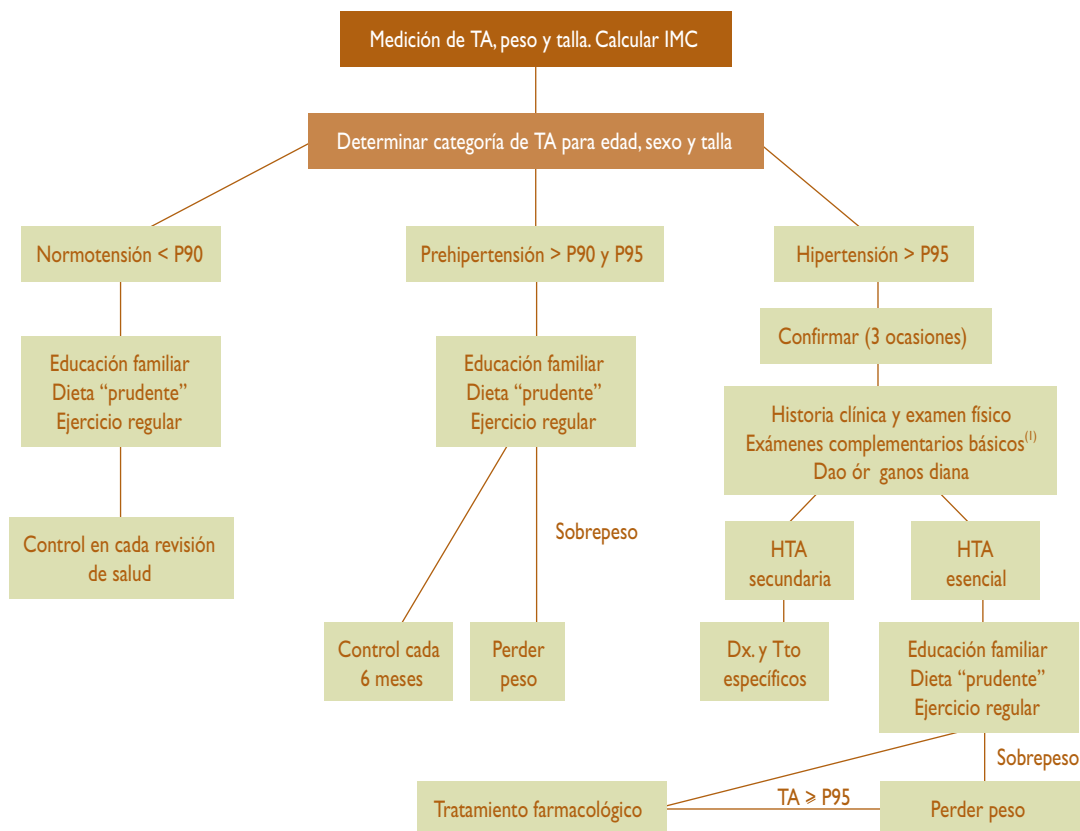 Medición de TA, peso y talla. Calcular IMC
Determinar categoría de TA para edad, sexo y talla
Normotensión < P90
Prehipertensión > P90 y P95
Hipertensión > P95
Confirmar (3 ocasiones)
Educación familiar
Dieta “prudente”
Ejercicio regular
Educación familiar
Dieta “prudente”
Ejercicio regular
Historia clínica y examen físico
Exámenes complementarios básicos(1)
Dao ór ganos diana
Control en cada revisión
de salud
Sobrepeso
HTA
secundaria
HTA
esencial
Control cada
6 meses
Perder
peso
Dx. y Tto
específicos
Educación familiar
Dieta “prudente”
Ejercicio regular
Sobrepeso
Tratamiento farmacológico
TA ⩾ P95
Perder peso